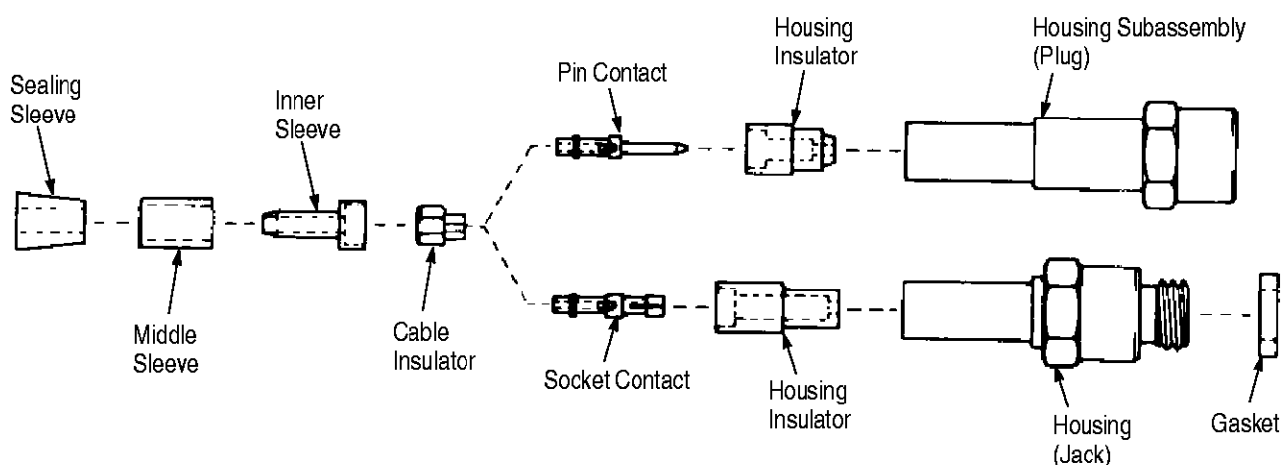 Sealing
Sleeve
Inner
Sleeve
Pin Contact
Housing
Insulator
Housing Subassembly
(Plug)
Middle
Sleeve
Cable
Insulator
Socket Contact
Housing
Insulator
Housing
(Jack)
Gasket